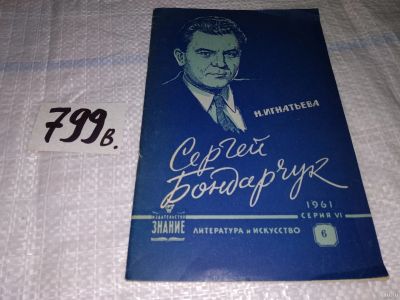 799в.
Н. ИГНАТЬЕВА
Сергей
Бондарчук
1961
СЕРИЯ VI
ИЗДАТЕЛЬСТВО
ЗНАНИЕ
ЛИТЕРАТУРА и ИСКУССТВО
6